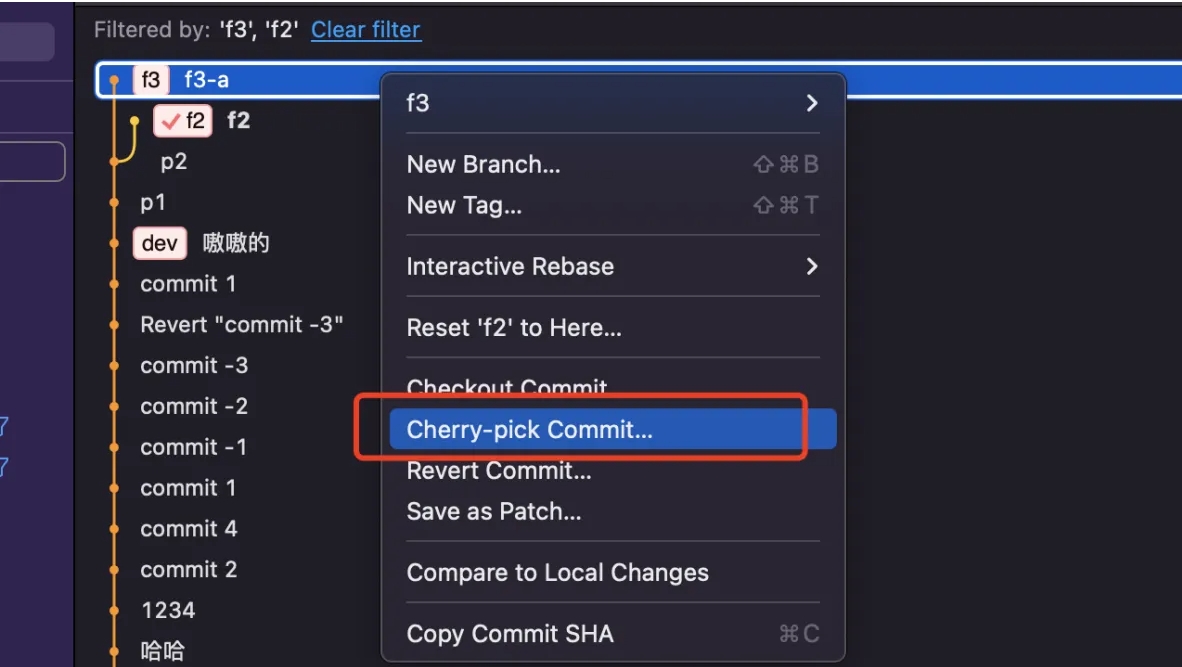 Filtered by: 'f3', 'f2' Clear filter
f3 f3-a
f2 f2
p2
p1
dev 嗷嗷的
commit 1
Revert "commit -3"
commit -3
commit -2
commit -1
commit 1
commit 4
commit 2
1234
哈哈
f3
New Branch... ⇧⌘B
New Tag... ⇧⌘T
Interactive Rebase
Reset 'f2' to Here...
Checkout Commit
Cherry-pick Commit...
Revert Commit...
Save as Patch...
Compare to Local Changes
Copy Commit SHA ⌘C